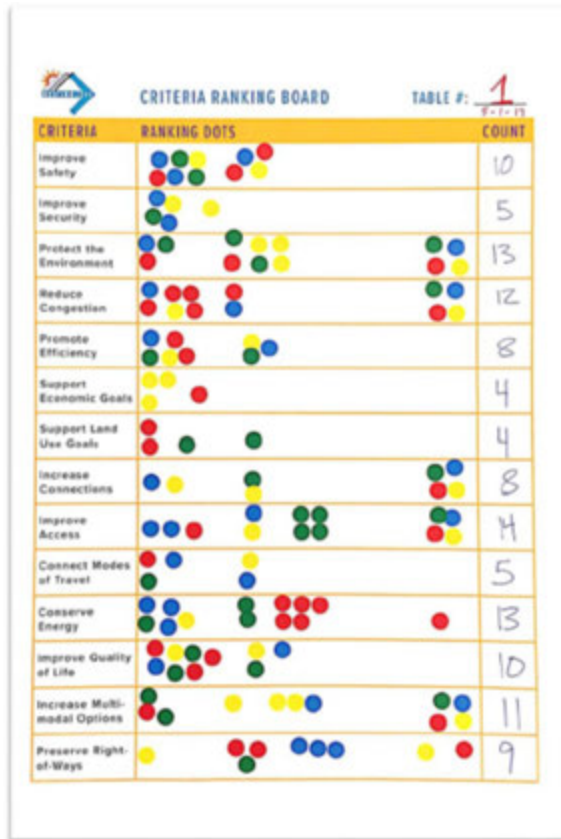 CRITERIA RANKING BOARD
TABLE #: 1
CRITERIA RANKING DOTS COUNT
Improve
Safety
10
Improve
Security
5
Protect the
Environment
13
Reduce
Congestion
12
Promote
Efficiency
8
Support
Economic Goals
4
Support Land
Use Goals
4
Increase
Connections
8
Improve
Access
14
Connect Modes
of Travel
5
Conserve
Energy
13
Improve Quality
of Life
10
Increase Multi-
modal Options
11
Preserve Right-
of-Ways
9